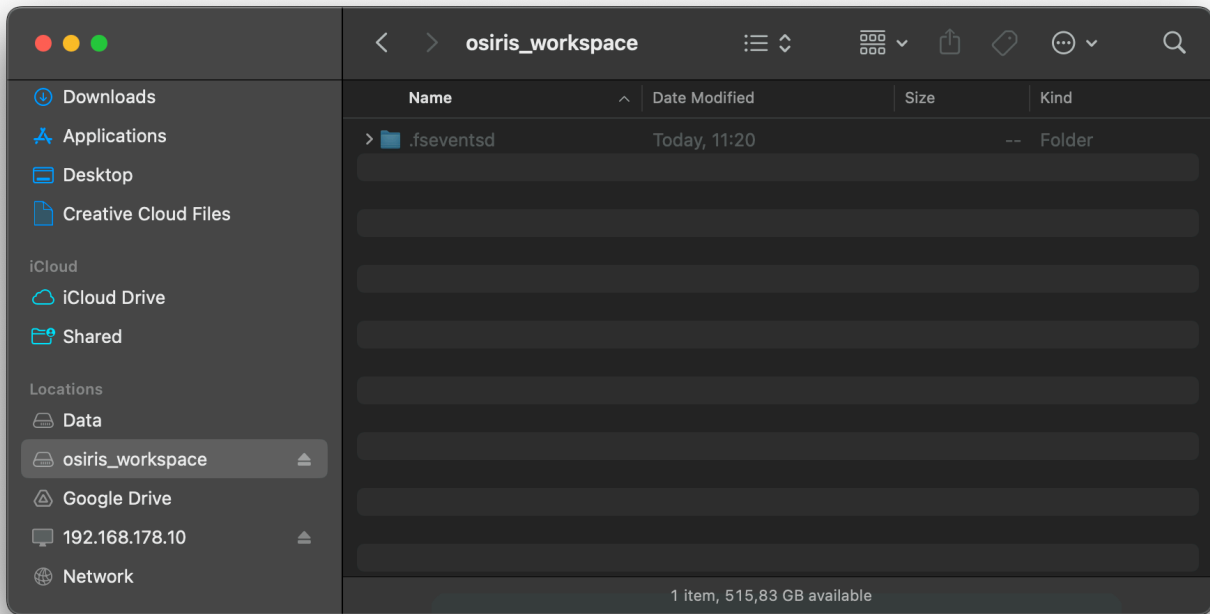 osiris_workspace
Downloads
Applications
Desktop
Creative Cloud Files
iCloud
iCloud Drive
Shared
Locations
Data
osiris_workspace
Google Drive
192.168.178.10
Network
Name Date Modified Size Kind
.fseventsd Today, 11:20 -- Folder
1 item, 515,83 GB available